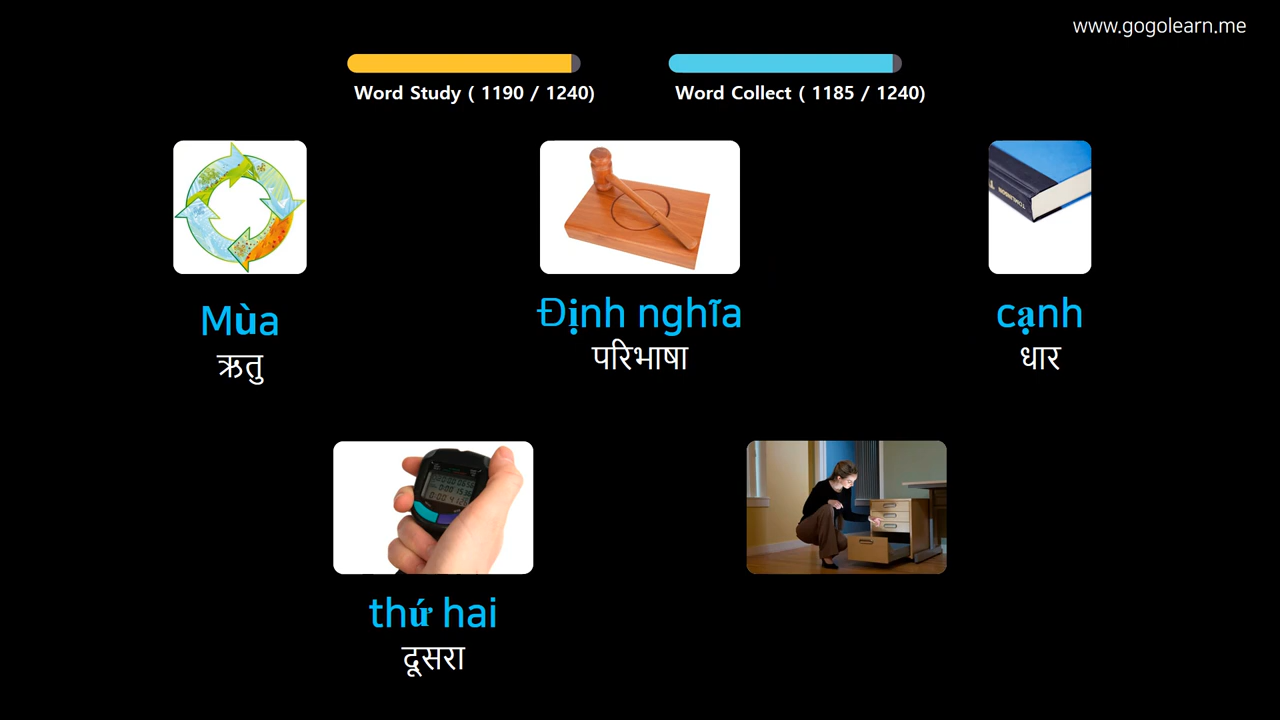 www.gogolearn.me
Word Study ( 1190 / 1240)
Word Collect ( 1185 / 1240)
Mùa
ऋतु
Định nghĩa
परिभाषा
cạnh
धार
thứ hai
दूसरा